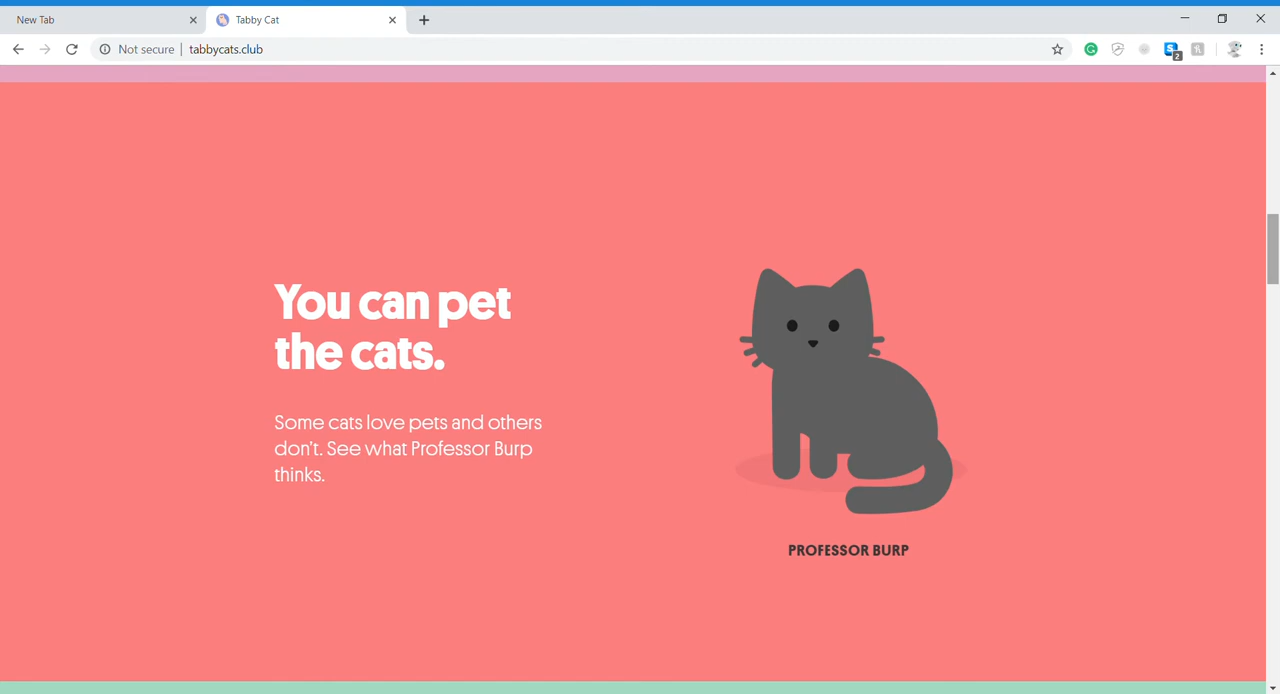 New Tab
Tabby Cat
Not secure
tabbycats.club
2
You can pet
the cats.
Some cats love pets and others
don't. See what Professor Burp
thinks.
PROFESSOR BURP